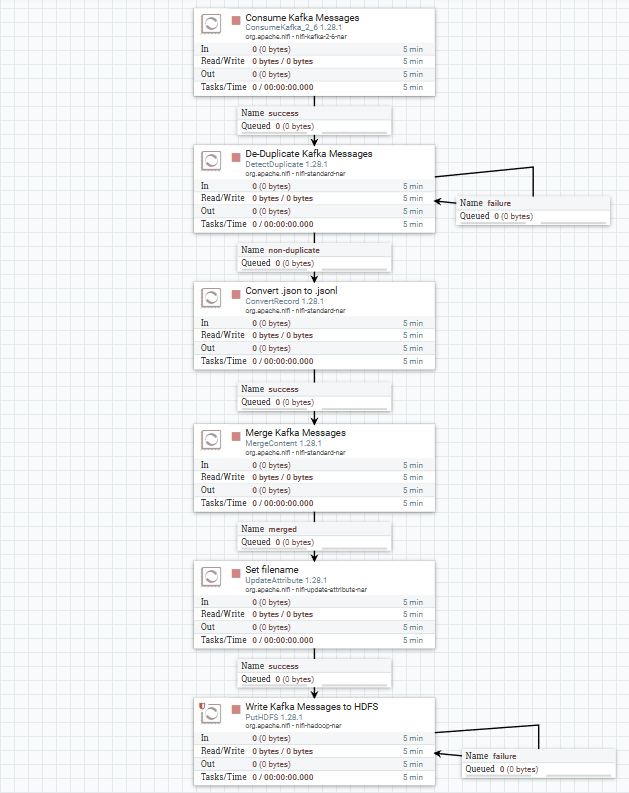 Consume Kafka Messages
ConsumeKafka_2_6 1.28.1
org.apache.nifi - nifi-kafka-2-6-nar
In 0 (0 bytes) 5 min
Read/Write 0 bytes / 0 bytes 5 min
Out 0 (0 bytes) 5 min
Tasks/Time 0 / 00:00:00.000 5 min
Name success
Queued 0 (0 bytes)
De-Duplicate Kafka Messages
DetectDuplicate 1.28.1
org.apache.nifi - nifi-standard-nar
In 0 (0 bytes) 5 min
Read/Write 0 bytes / 0 bytes 5 min
Out 0 (0 bytes) 5 min
Tasks/Time 0 / 00:00:00.000 5 min
Name failure
Queued 0 (0 bytes)
Name non-duplicate
Queued 0 (0 bytes)
Convert .json to .jsonl
ConvertRecord 1.28.1
org.apache.nifi - nifi-standard-nar
In 0 (0 bytes) 5 min
Read/Write 0 bytes / 0 bytes 5 min
Out 0 (0 bytes) 5 min
Tasks/Time 0 / 00:00:00.000 5 min
Name success
Queued 0 (0 bytes)
Merge Kafka Messages
MergeContent 1.28.1
org.apache.nifi - nifi-standard-nar
In 0 (0 bytes) 5 min
Read/Write 0 bytes / 0 bytes 5 min
Out 0 (0 bytes) 5 min
Tasks/Time 0 / 00:00:00.000 5 min
Name merged
Queued 0 (0 bytes)
Set filename
UpdateAttribute 1.28.1
org.apache.nifi - nifi-update-attribute-nar
In 0 (0 bytes) 5 min
Read/Write 0 bytes / 0 bytes 5 min
Out 0 (0 bytes) 5 min
Tasks/Time 0 / 00:00:00.000 5 min
Name success
Queued 0 (0 bytes)
Write Kafka Messages to HDFS
PutHDFS 1.28.1
org.apache.nifi - nifi-hadoop-nar
In 0 (0 bytes) 5 min
Read/Write 0 bytes / 0 bytes 5 min
Out 0 (0 bytes) 5 min
Tasks/Time 0 / 00:00:00.000 5 min
Name failure
Queued 0 (0 bytes)